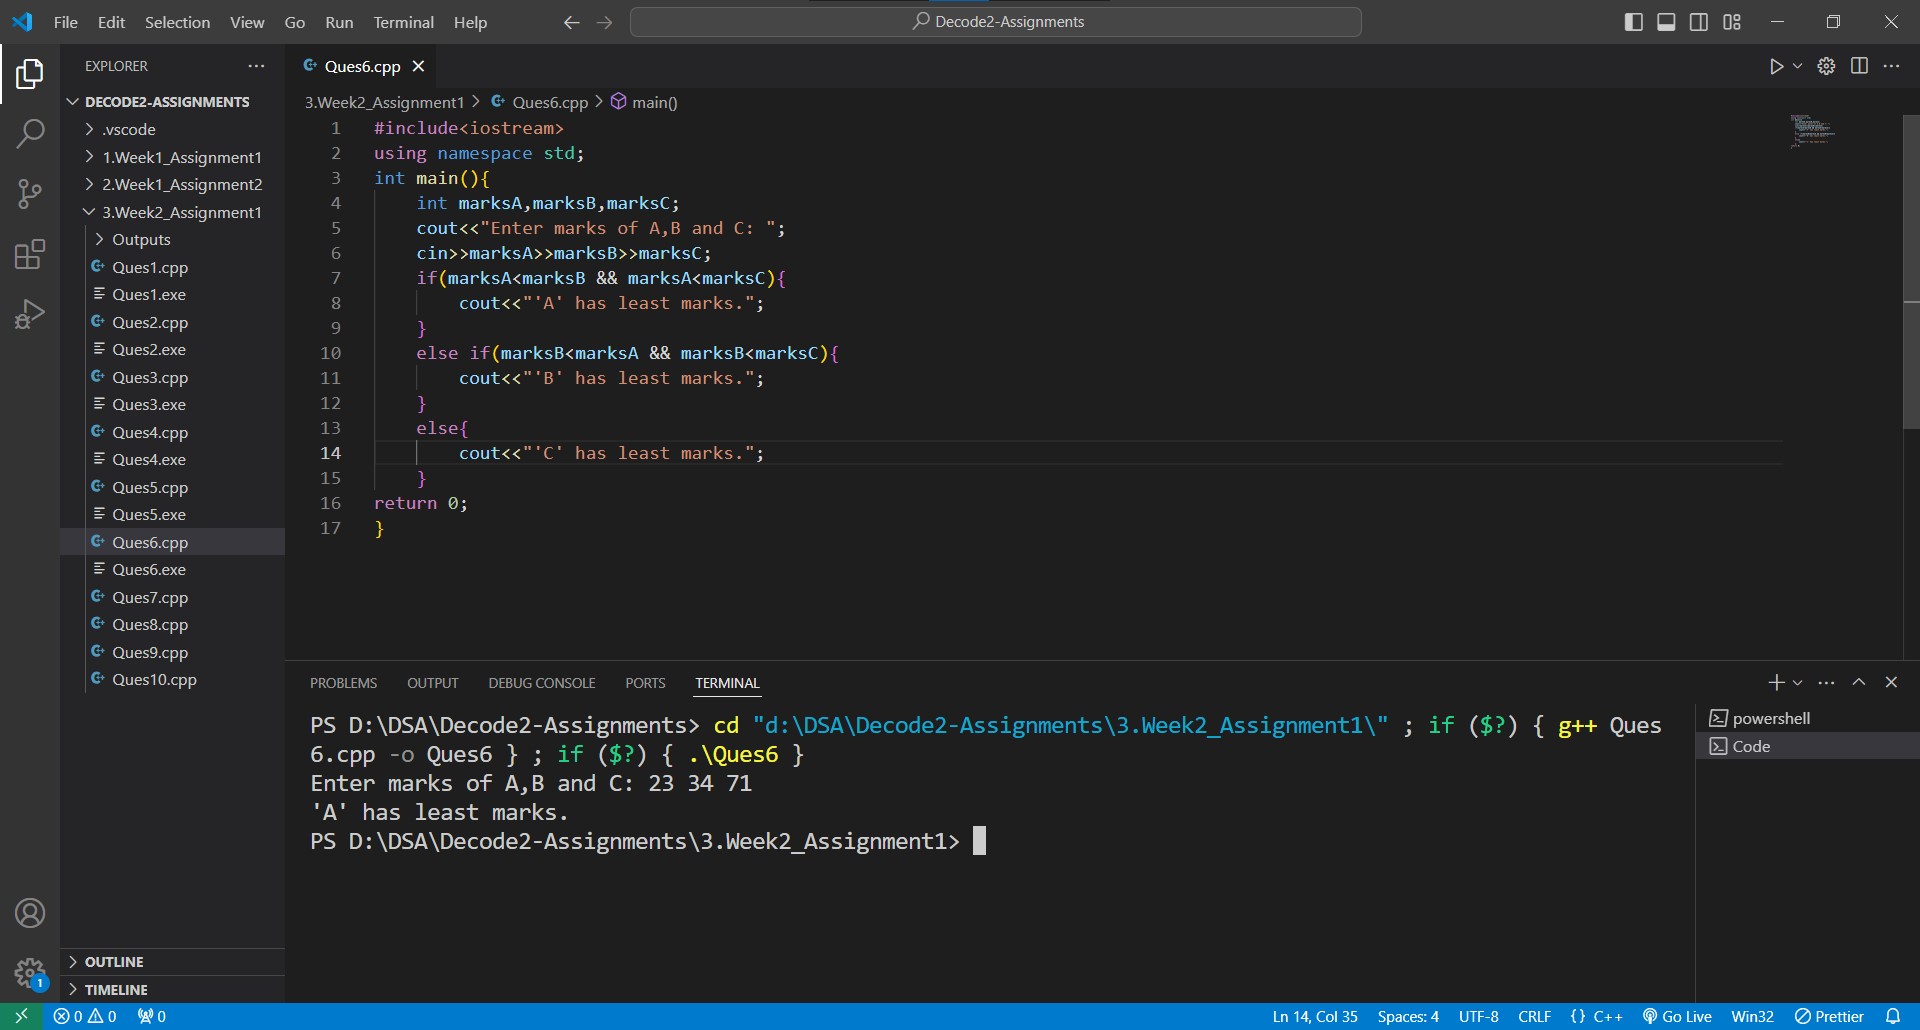 File Edit Selection View Go Run Terminal Help
Decode2-Assignments
EXPLORER
DECODE2-ASSIGNMENTS
.vscode
1.Week1_Assignment1
2.Week1_Assignment2
3.Week2_Assignment1
Outputs
Ques1.cpp
Ques1.exe
Ques2.cpp
Ques2.exe
Ques3.cpp
Ques3.exe
Ques4.cpp
Ques4.exe
Ques5.cpp
Ques5.exe
Ques6.cpp
Ques6.exe
Ques7.cpp
Ques8.cpp
Ques9.cpp
Ques10.cpp
OUTLINE
TIMELINE
1
Ques6.cpp
3.Week2_Assignment1 > Ques6.cpp > main()
1 #include<iostream>
2 using namespace std;
3 int main(){
4     int marksA,marksB,marksC;
5     cout<<"Enter marks of A,B and C: ";
6     cin>>marksA>>marksB>>marksC;
7     if(marksA<marksB && marksA<marksC){
8         cout<<"'A' has least marks.";
9     }
10     else if(marksB<marksA && marksB<marksC){
11         cout<<"'B' has least marks.";
12     }
13     else{
14         cout<<"'C' has least marks.";
15     }
16 return 0;
17 }
PROBLEMS OUTPUT DEBUG CONSOLE PORTS TERMINAL
PS D:\DSA\Decode2-Assignments> cd "d:\DSA\Decode2-Assignments\3.Week2_Assignment1\" ; if ($?) { g++ Ques
6.cpp -o Ques6 } ; if ($?) { .\Ques6 }
Enter marks of A,B and C: 23 34 71
'A' has least marks.
PS D:\DSA\Decode2-Assignments\3.Week2_Assignment1>
powershell
Code
0 0 0 Ln 14, Col 35 Spaces: 4 UTF-8 CRLF {} C++ Go Live Win32 Prettier